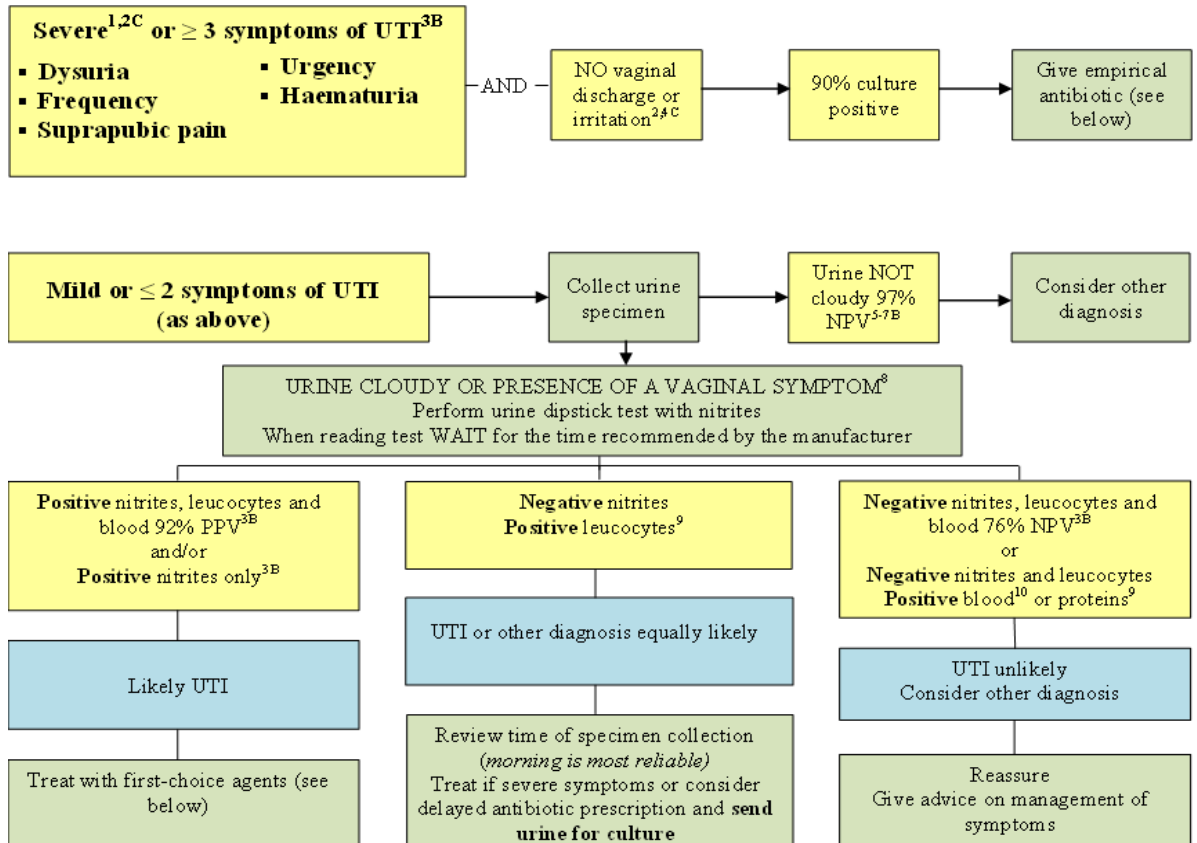 Severe1,2C or ≥ 3 symptoms of UTI3B
▪ Dysuria
▪ Frequency
▪ Suprapubic pain
▪ Urgency
▪ Haematuria
AND
NO vaginal
discharge or
irritation2,4C
90% culture
positive
Give empirical
antibiotic (see
below)
Mild or ≤ 2 symptoms of UTI
(as above)
Collect urine
specimen
Urine NOT
cloudy 97%
NPV5-7B
Consider other
diagnosis
URINE CLOUDY OR PRESENCE OF A VAGINAL SYMPTOM8
Perform urine dipstick test with nitrites
When reading test WAIT for the time recommended by the manufacturer
Positive nitrites, leucocytes and
blood 92% PPV3B
and/or
Positive nitrites only3B
Likely UTI
Treat with first-choice agents (see
below)
Negative nitrites
Positive leucocytes9
UTI or other diagnosis equally likely
Review time of specimen collection
(morning is most reliable)
Treat if severe symptoms or consider
delayed antibiotic prescription and send
urine for culture
Negative nitrites, leucocytes and
blood 76% NPV3B
or
Negative nitrites and leucocytes
Positive blood10 or proteins9
UTI unlikely
Consider other diagnosis
Reassure
Give advice on management of
symptoms